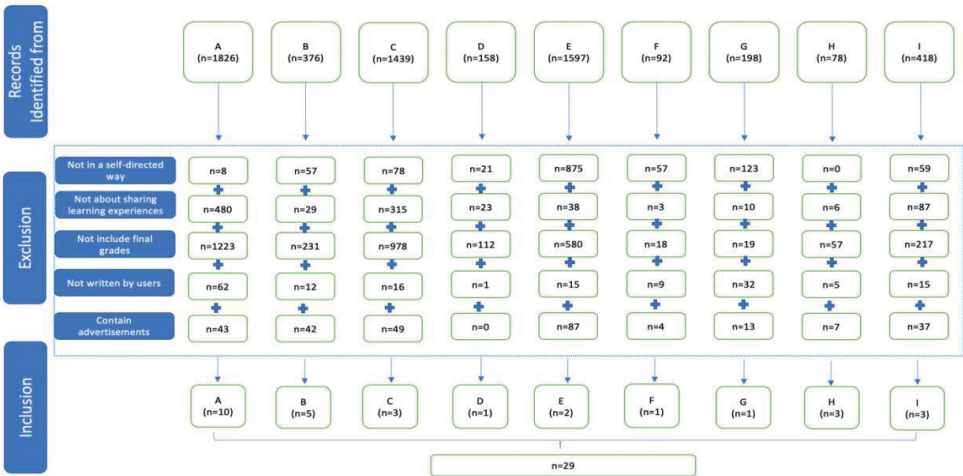 Records
Identified from
A
(n=1826)
B
(n=376)
C
(n=1439)
D
(n=158)
E
(n=1597)
F
(n=92)
G
(n=198)
H
(n=78)
I
(n=418)
Exclusion
Not in a self-directed
way
n=8
n=57
n=78
n=21
n=875
n=57
n=123
n=0
n=59
Not about sharing
learning experiences
n=480
n=29
n=315
n=23
n=38
n=3
n=10
n=6
n=87
Not include final
grades
n=1223
n=231
n=978
n=112
n=580
n=18
n=19
n=57
n=217
Not written by users
n=62
n=12
n=16
n=1
n=15
n=9
n=32
n=5
n=15
Contain
advertisements
n=43
n=42
n=49
n=0
n=87
n=4
n=13
n=7
n=37
Inclusion
A
(n=10)
B
(n=5)
C
(n=3)
D
(n=1)
E
(n=2)
F
(n=1)
G
(n=1)
H
(n=3)
I
(n=3)
n=29